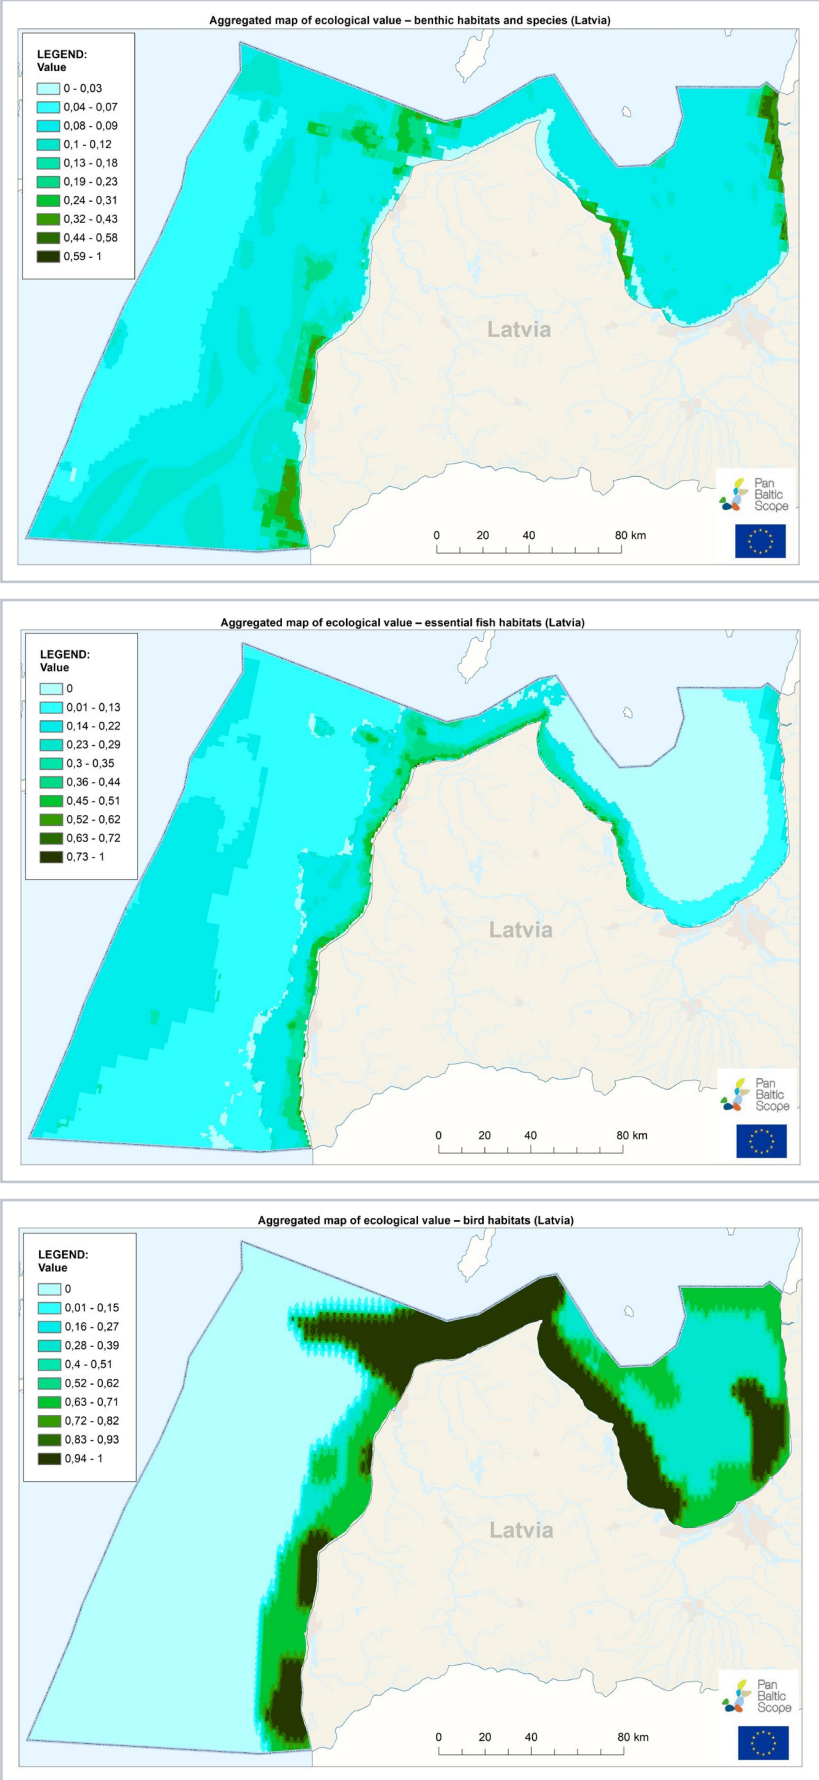 Aggregated map of ecological value – benthic habitats and species (Latvia)
LEGEND:
Value
0 - 0,03
0,04 - 0,07
0,08 - 0,09
0,1 - 0,12
0,13 - 0,18
0,19 - 0,23
0,24 - 0,31
0,32 - 0,43
0,44 - 0,58
0,59 - 1
Latvia
Pan
Baltic
Scope
0 20 40 80 km
Aggregated map of ecological value – essential fish habitats (Latvia)
LEGEND:
Value
0
0,01 - 0,13
0,14 - 0,22
0,23 - 0,29
0,3 - 0,35
0,36 - 0,44
0,45 - 0,51
0,52 - 0,62
0,63 - 0,72
0,73 - 1
Latvia
Pan
Baltic
Scope
0 20 40 80 km
Aggregated map of ecological value – bird habitats (Latvia)
LEGEND:
Value
0
0,01 - 0,15
0,16 - 0,27
0,28 - 0,39
0,4 - 0,51
0,52 - 0,62
0,63 - 0,71
0,72 - 0,82
0,83 - 0,93
0,94 - 1
Latvia
Pan
Baltic
Scope
0 20 40 80 km